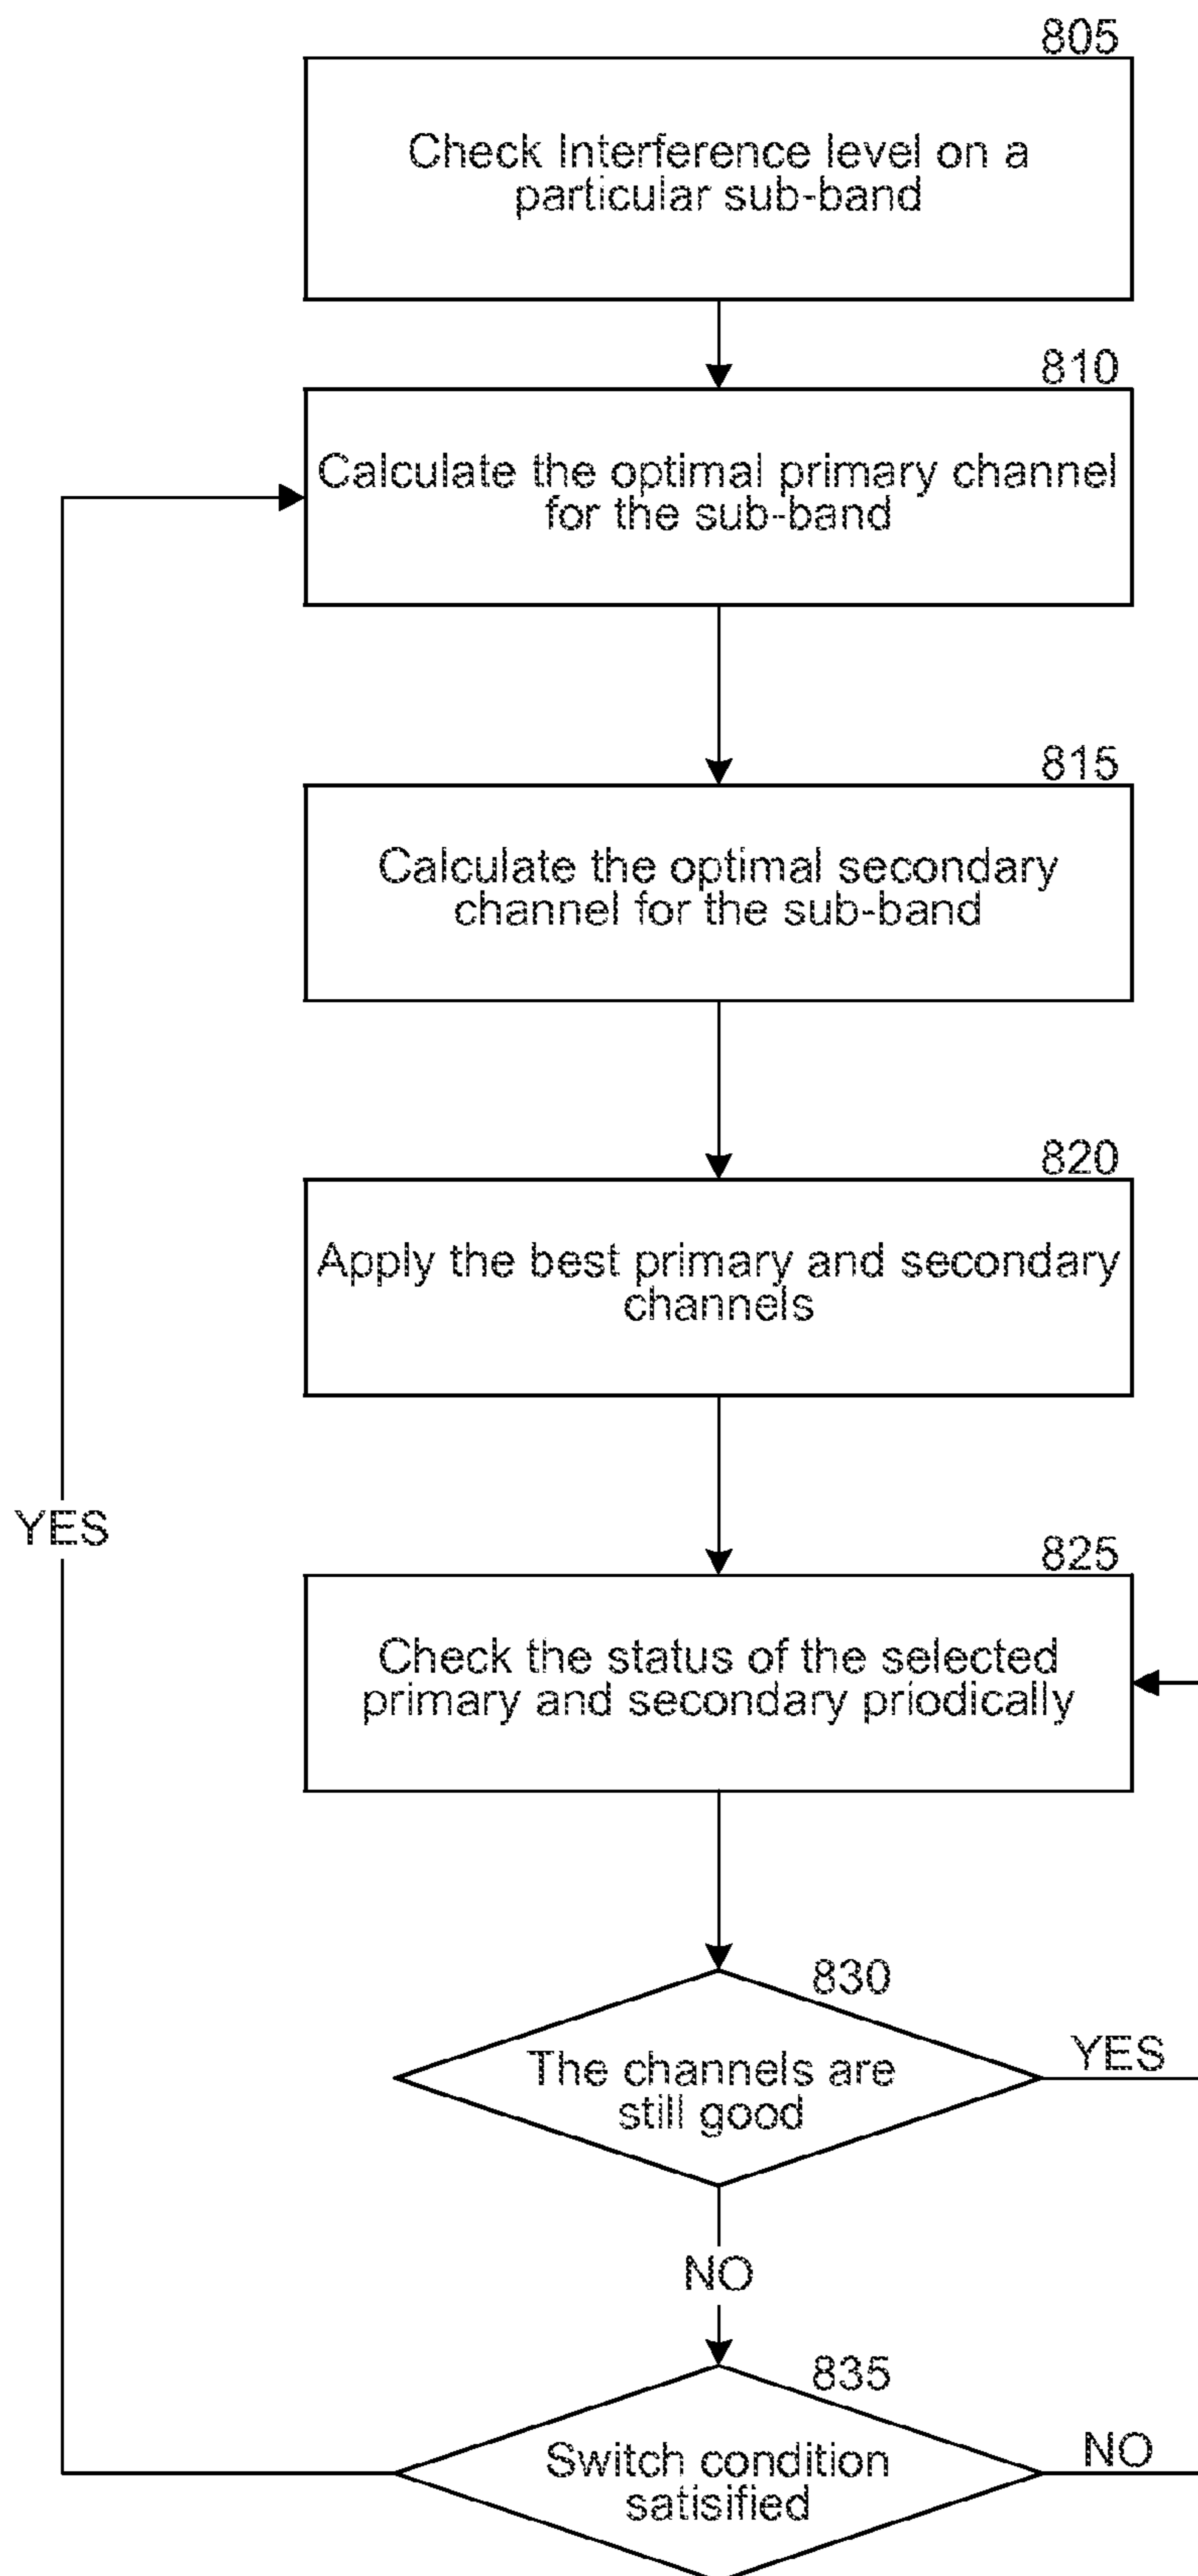 805
Check Interference level on a
particular sub-band
810
Calculate the optimal primary channel
for the sub-band
815
Calculate the optimal secondary
channel for the sub-band
820
Apply the best primary and secondary
channels
YES
825
Check the status of the selected
primary and secondary priodically
830
The channels are
still good
YES
NO
835
Switch condition
satisified
NO